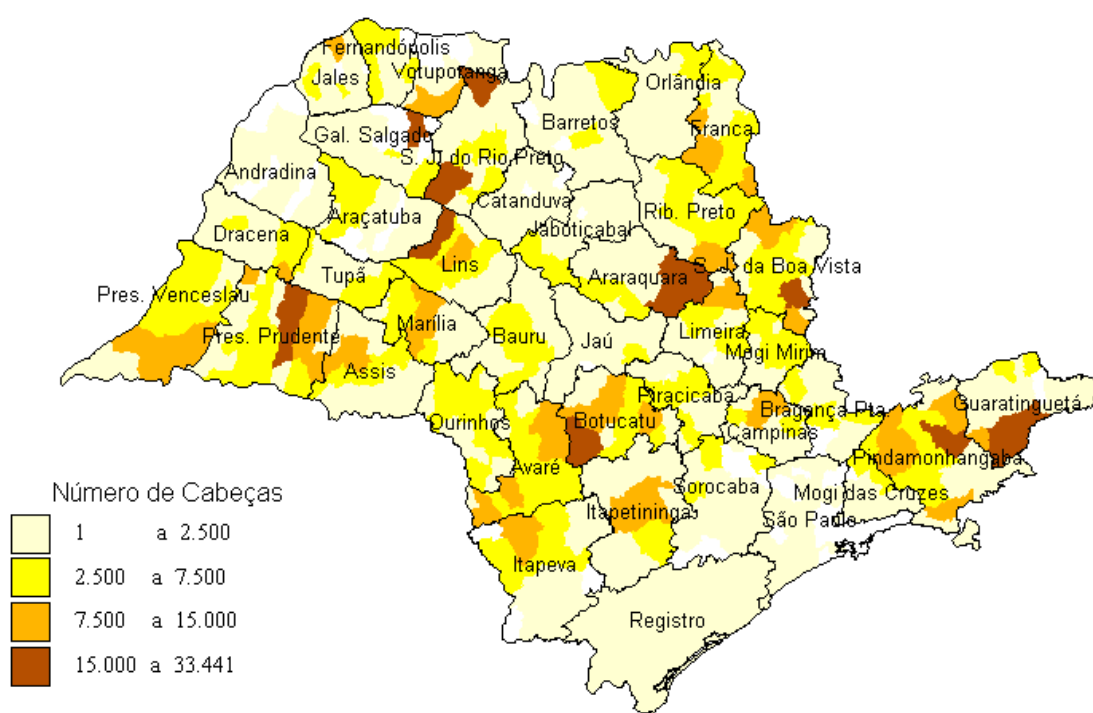 Fernandópolis
Votuporanga
Jales
Orlândia
Barretos
Franca
Gal. Salgado
S. J. do Rio Preto
Andradina
Catanduva
Araçatuba
Rib. Preto
Jaboticabal
Dracena
Lins
S. J. da Boa Vista
Tupã
Araraquara
Pres. Venceslau
Marília
Pres. Prudente
Bauru
Jaú
Limeira
Mogi Mirim
Assis
Piracicaba
Guaratinguetá
Bragança Pta.
Ourinhos
Botucatu
Campinas
Pindamonhangaba
Avaré
Sorocaba
Mogi das Cruzes
Itapetininga
São Paulo
Itapeva
Registro
Número de Cabeças
1 a 2.500
2.500 a 7.500
7.500 a 15.000
15.000 a 33.441